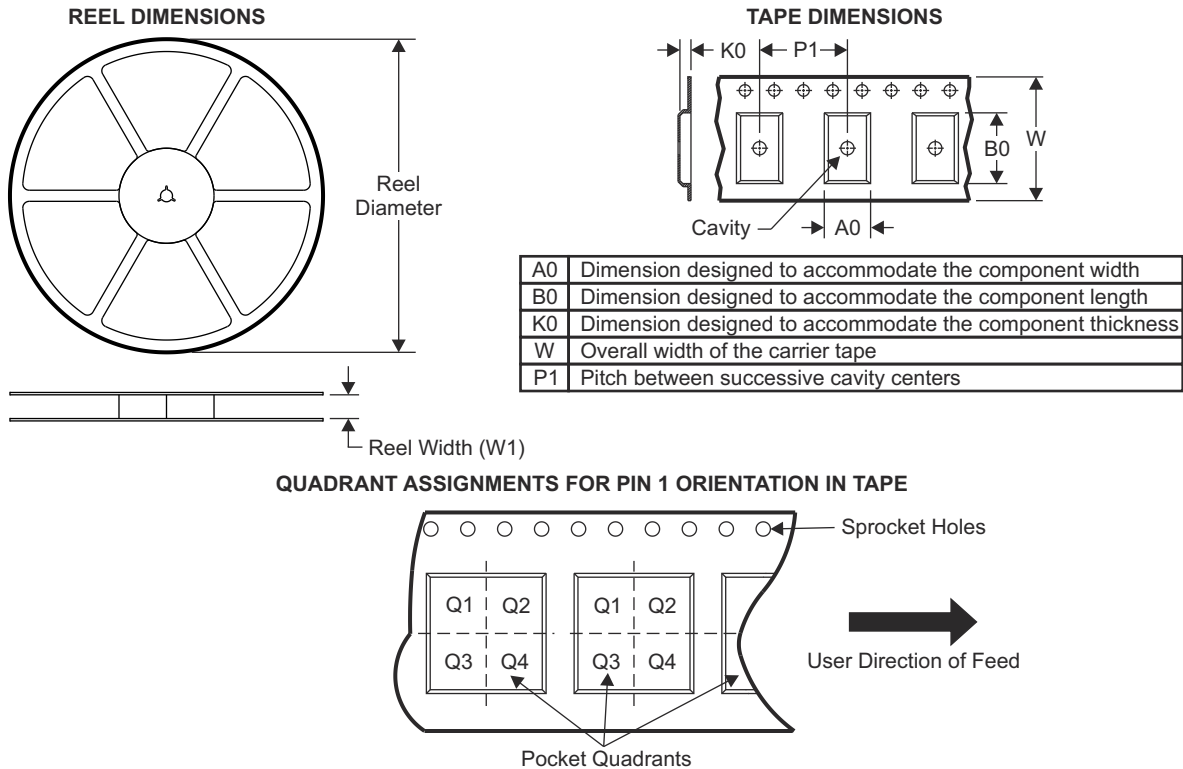 REEL DIMENSIONS
Reel
Diameter
Reel Width (W1)
TAPE DIMENSIONS
K0
P1
B0
W
Cavity
A0
A0 Dimension designed to accommodate the component width
B0 Dimension designed to accommodate the component length
K0 Dimension designed to accommodate the component thickness
W Overall width of the carrier tape
P1 Pitch between successive cavity centers
QUADRANT ASSIGNMENTS FOR PIN 1 ORIENTATION IN TAPE
Sprocket Holes
Q1 Q2 Q1 Q2
Q3 Q4 Q3 Q4
User Direction of Feed
Pocket Quadrants